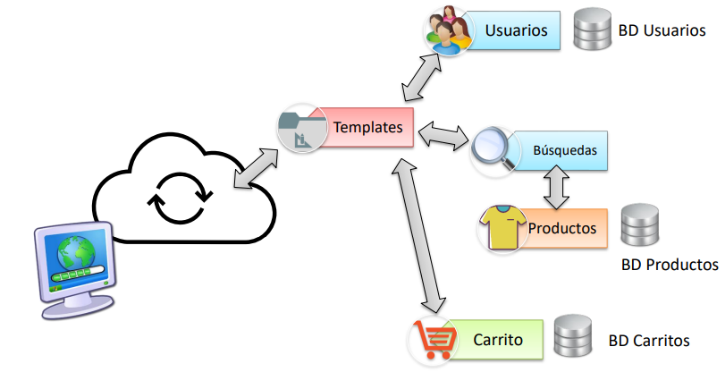 Usuarios
BD Usuarios
Templates
Búsquedas
Productos
BD Productos
Carrito
BD Carritos